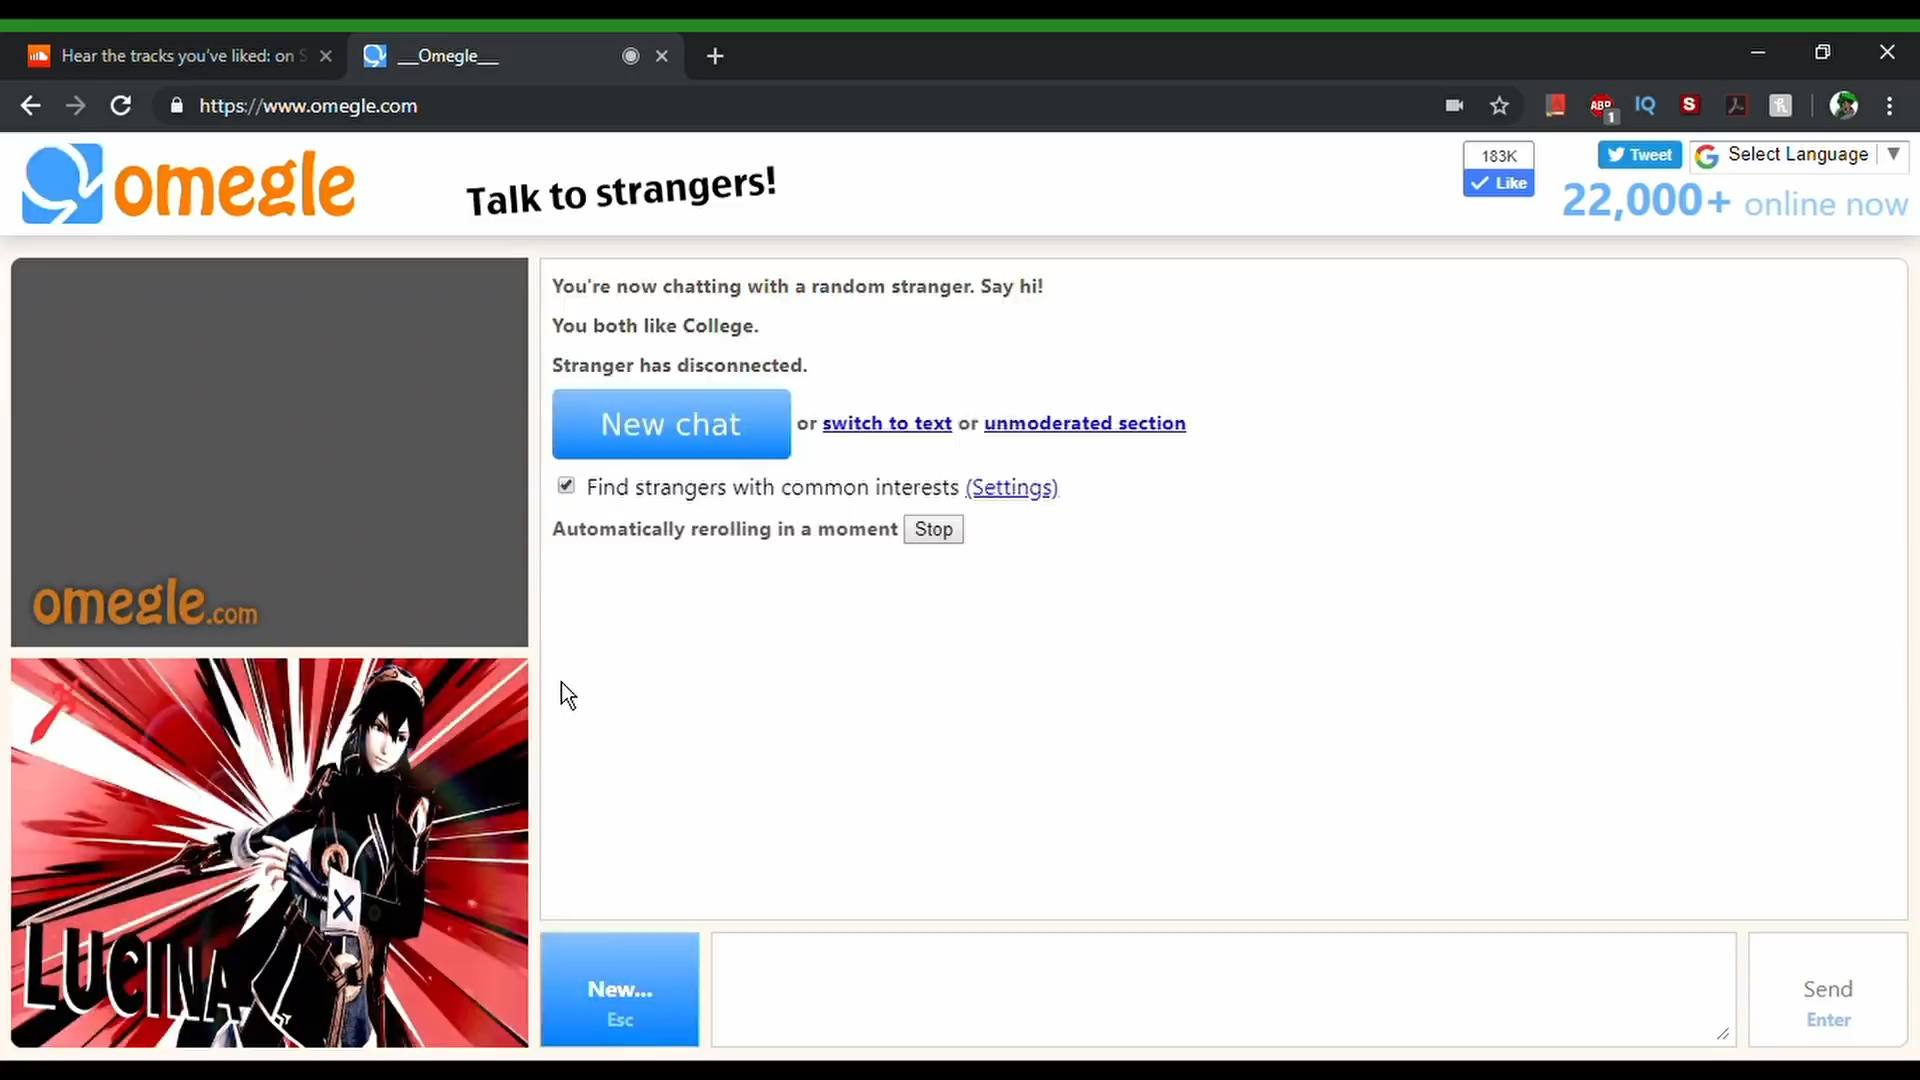 Hear the tracks you've liked: on S
__Omegle__
https://www.omegle.com
ABP
1
IQ
S
omegle
Talk to strangers!
183K
Like
Tweet
Select Language
22,000+ online now
You're now chatting with a random stranger. Say hi!
You both like College.
Stranger has disconnected.
New chat or switch to text or unmoderated section
Find strangers with common interests (Settings)
Automatically rerolling in a moment Stop
omegle.com
X
LUCINA
New...
Esc
Send
Enter